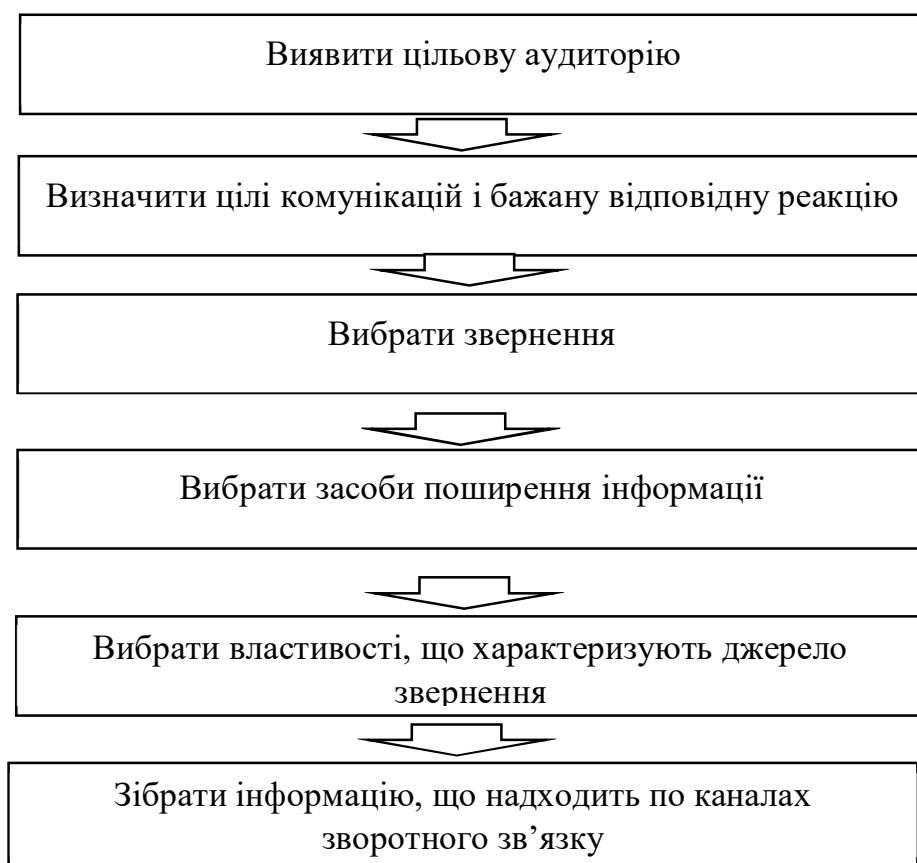 Виявити цільову аудиторію
Визначити цілі комунікацій і бажану відповідну реакцію
Вибрати звернення
Вибрати засоби поширення інформації
Вибрати властивості, що характеризують джерело
звернення
Зібрати інформацію, що надходить по каналах
зворотного зв’язку